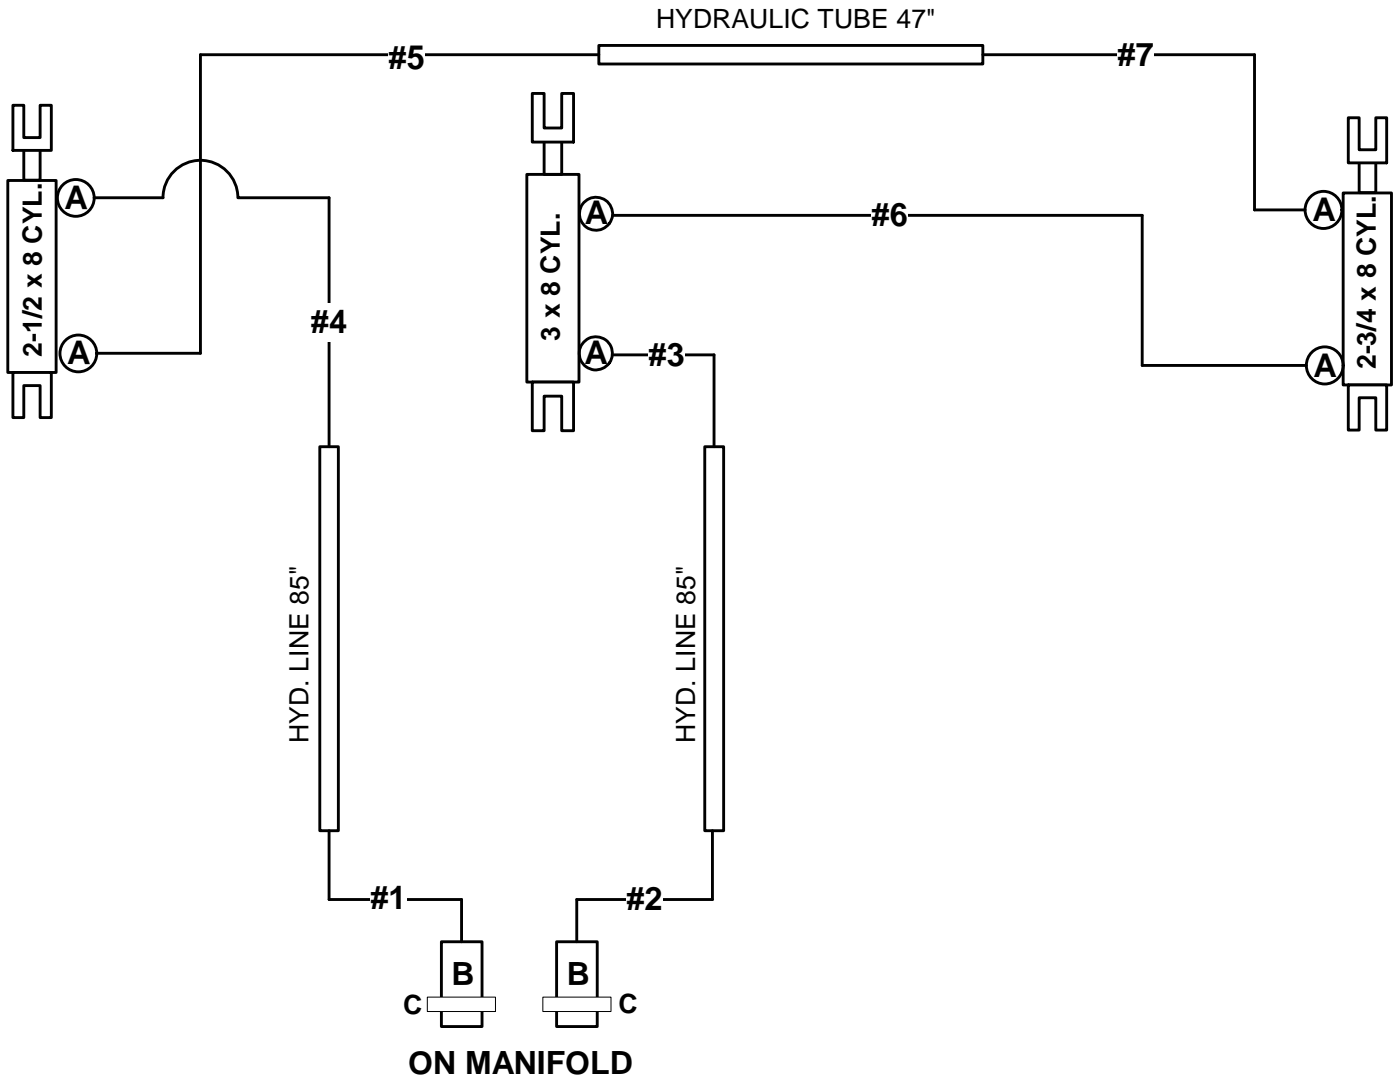 HYDRAULIC TUBE 47"
#5
#7
A
A
A
A
A
A
2-1/2 x 8 CYL.
3 x 8 CYL.
2-3/4 x 8 CYL.
#6
#4
#3
HYD. LINE 85"
HYD. LINE 85"
#1
#2
B
B
C
C
ON MANIFOLD